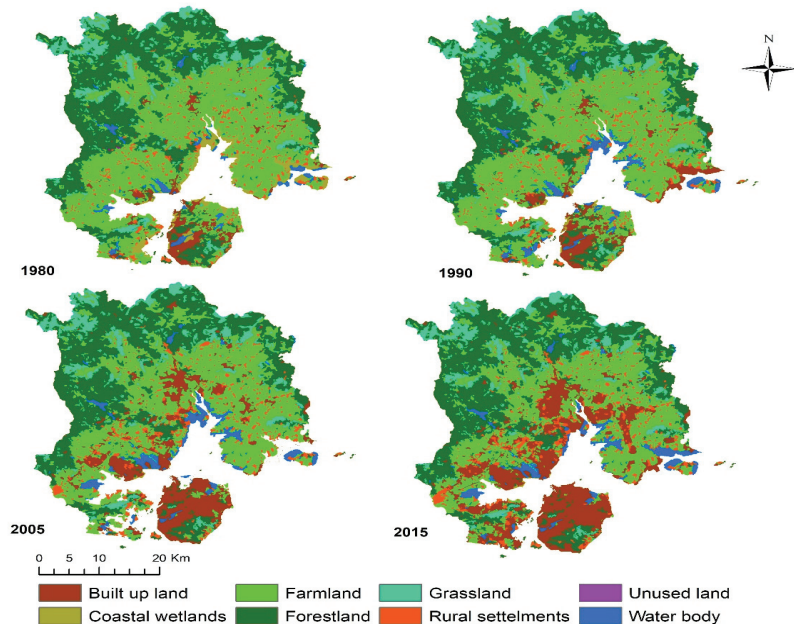 N
1980
1990
2005
2015
0 5 10 20 Km
Built up land Farmland Grassland Unused land
Coastal wetlands Forestland Rural settelments Water body